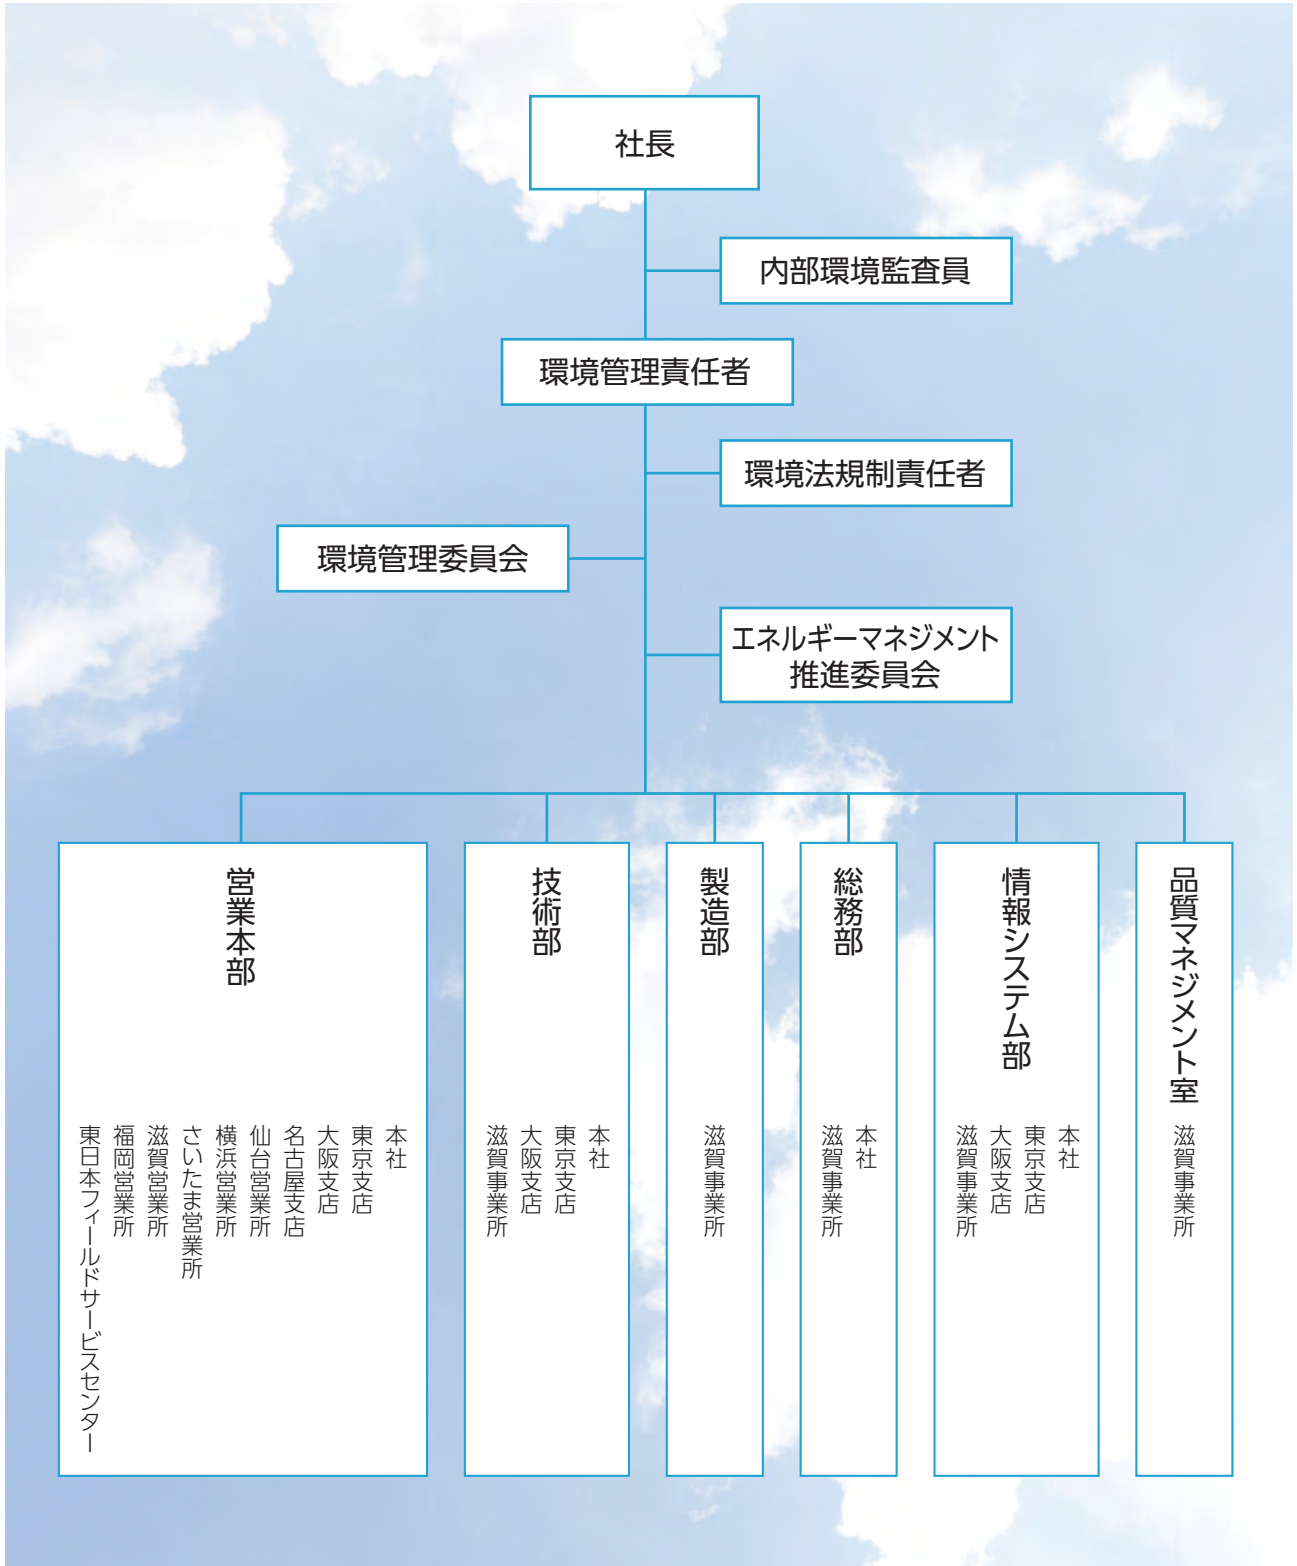 社長
内部環境監査員
環境管理責任者
環境法規制責任者
環境管理委員会
エネルギーマネジメント
推進委員会
営業本部
本社
東京支店
大阪支店
名古屋支店
仙台営業所
横浜営業所
さいたま営業所
滋賀営業所
福岡営業所
東日本フィールドサービスセンター
技術部
本社
東京支店
大阪支店
滋賀事業所
製造部
滋賀事業所
総務部
本社
滋賀事業所
情報システム部
本社
東京支店
大阪支店
滋賀事業所
品質マネジメント室
滋賀事業所